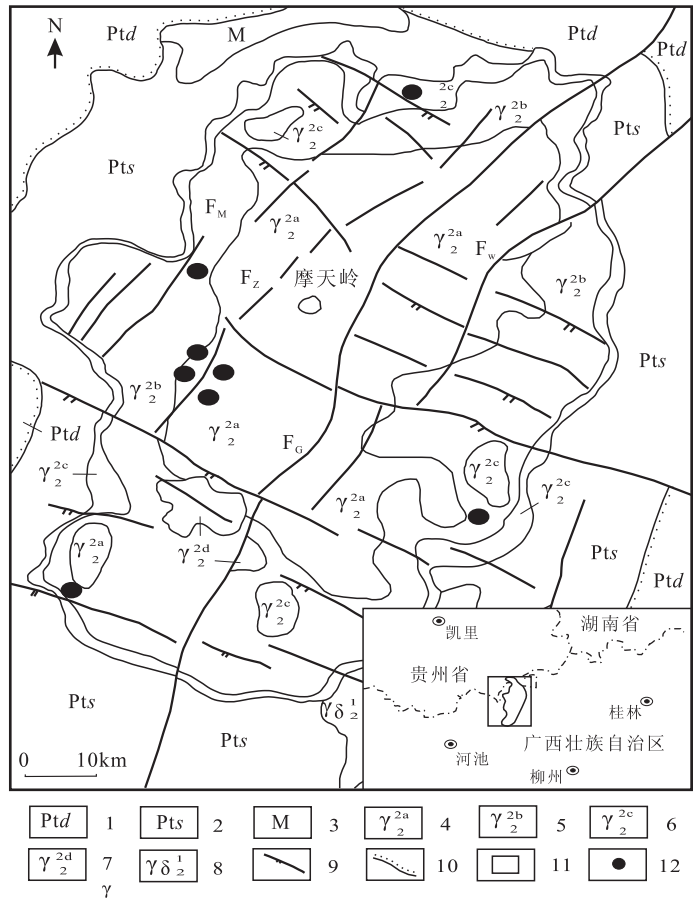 N
Ptd
M
Ptd
Ptd
2c
2
γ 2b 2
γ 2c 2
Pts
Pts
F_M
γ 2a 2
γ 2a 2
F_W
F_Z
摩天岭
γ 2b 2
Pts
γ 2b 2
γ 2a 2
Ptd
F_G
γ 2c 2
γ 2c 2
γ 2c 2
γ 2a 2
γ 2a 2
γ 2d 2
Pts
Ptd
γ 2c 2
凯里
湖南省
贵州省
Pts
γδ 1 2
桂林
Pts
广西壮族自治区
0 10km
河池
柳州
Ptd 1 Pts 2 M 3 γ 2a 2 4 γ 2b 2 5 γ 2c 2 6
γ 2d 2 7 γδ 1 2 8 9 10 11 12
γ